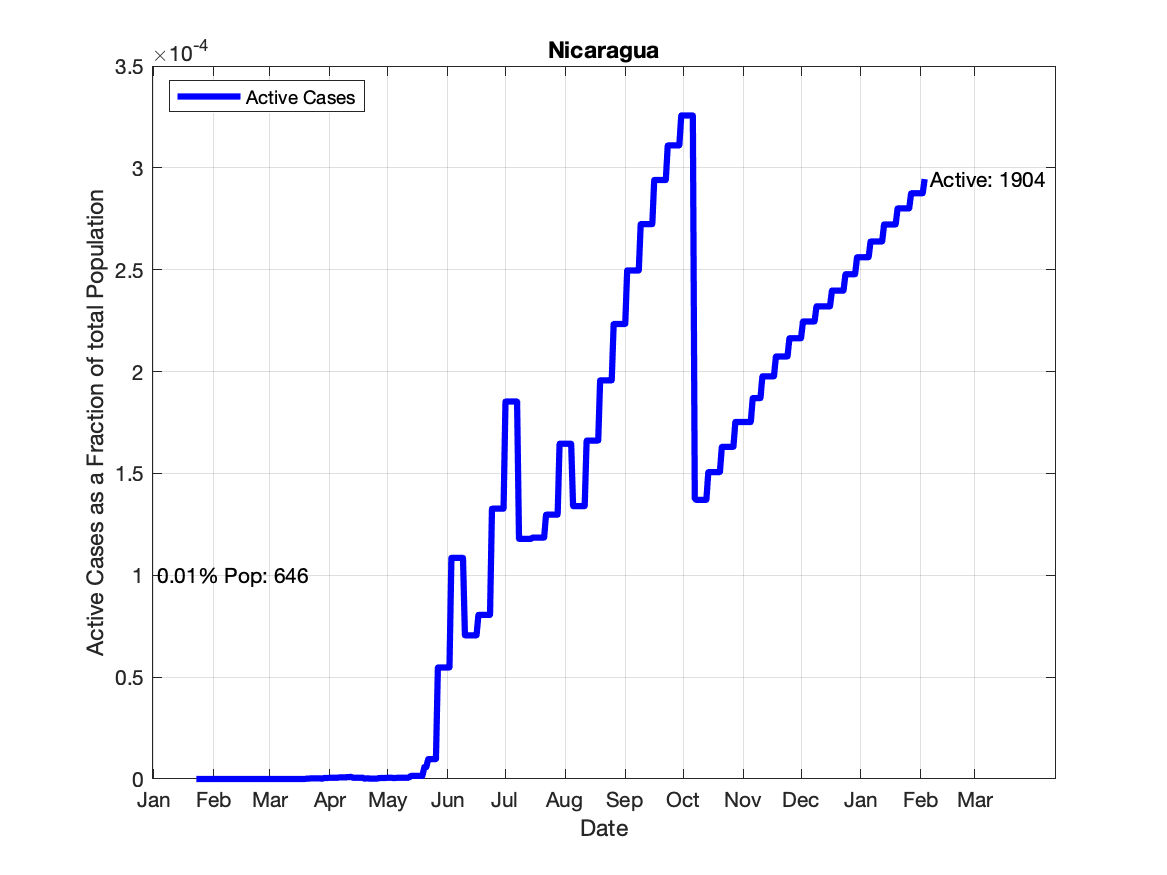 Nicaragua
×10-4
3.5
3
2.5
2
1.5
1
0.5
0
Active Cases
Active: 1904
0.01% Pop: 646
Active Cases as a Fraction of total Population
Jan Feb Mar Apr May Jun Jul Aug Sep Oct Nov Dec Jan Feb Mar
Date